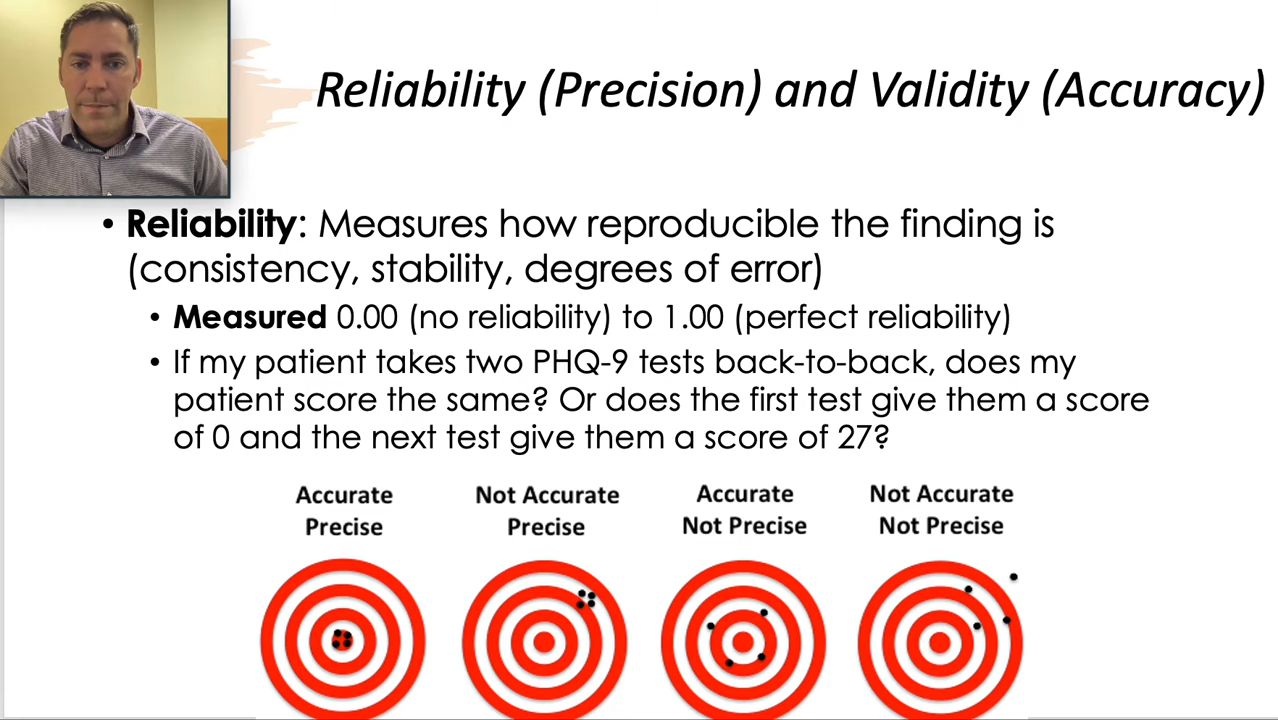 Reliability (Precision) and Validity (Accuracy)
• Reliability: Measures how reproducible the finding is
(consistency, stability, degrees of error)
• Measured 0.00 (no reliability) to 1.00 (perfect reliability)
• If my patient takes two PHQ-9 tests back-to-back, does my
patient score the same? Or does the first test give them a score
of 0 and the next test give them a score of 27?
Accurate
Precise
Not Accurate
Precise
Accurate
Not Precise
Not Accurate
Not Precise